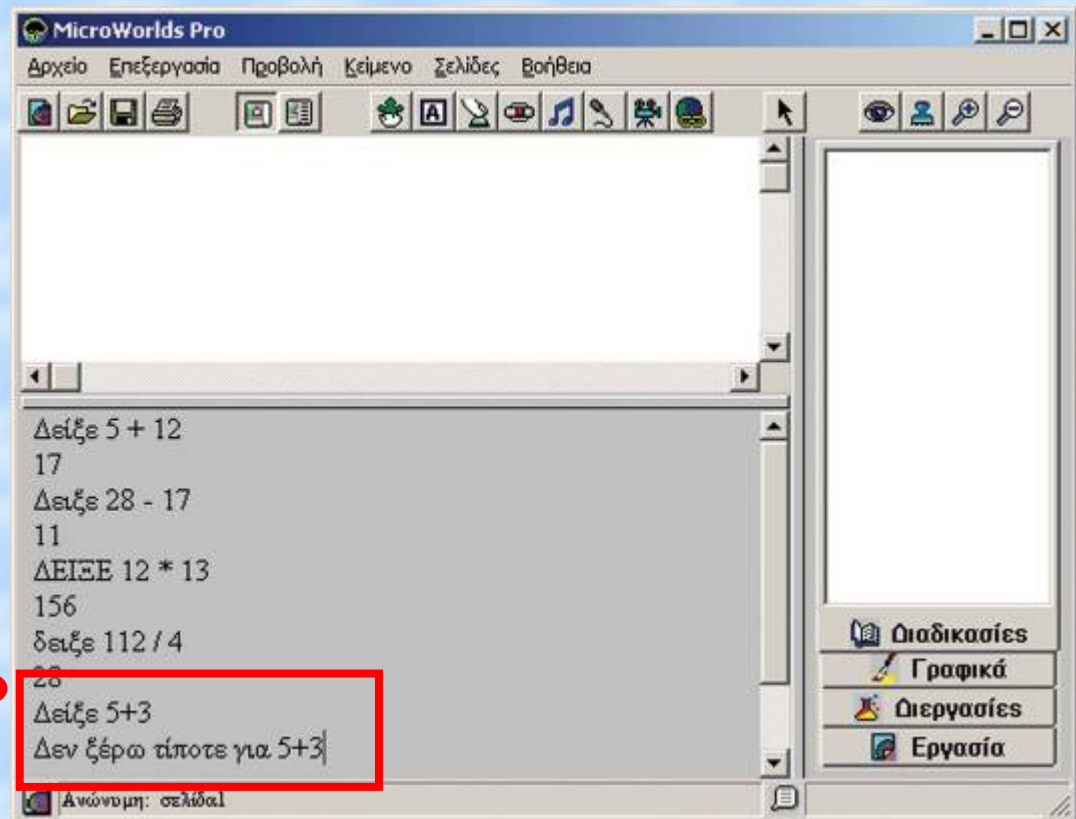 MicroWorlds Pro
Αρχείο Επεξεργασία Προβολή Κείμενο Σελίδες Βοήθεια
Δείξε 5 + 12
17
Δειξε 28 - 17
11
ΔΕΙΞΕ 12 * 13
156
δειξε 112 / 4
28
Δείξε 5+3
Δεν ξέρω τίποτε για 5+3
Διαδικασίες
Γραφικά
Διεργασίες
Εργασία
Ανώνυμη: σελίδα1